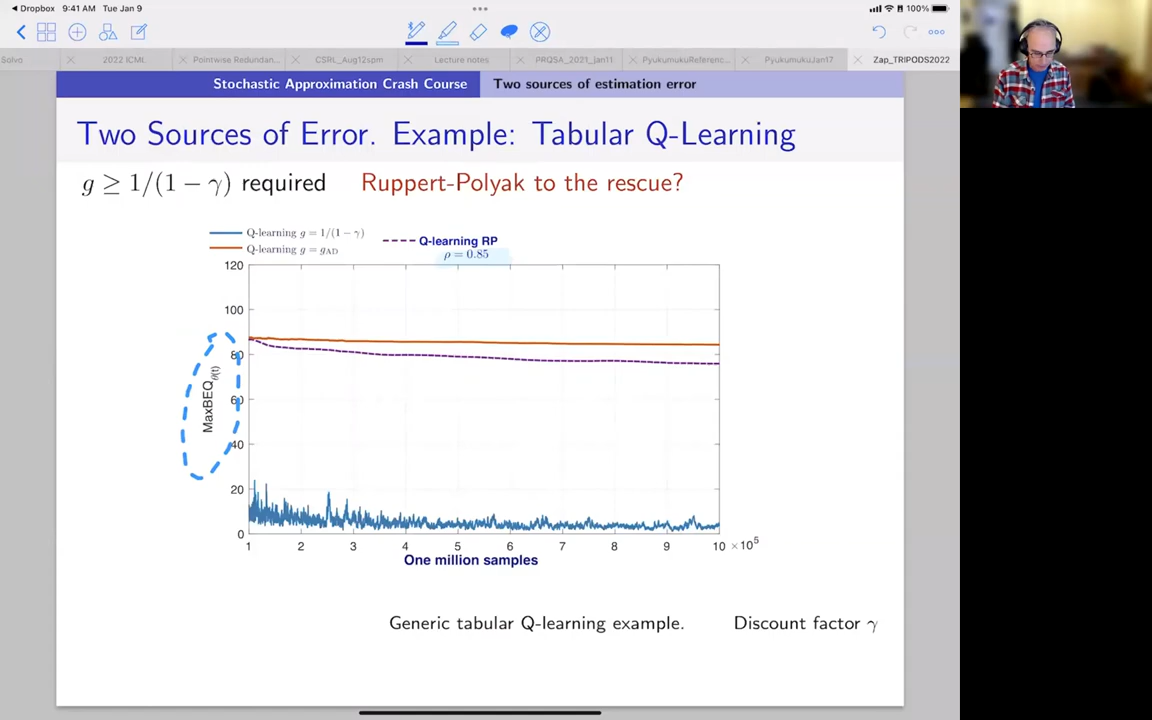 Dropbox 9:41 AM Tue Jan 9
100%
Solvo 2022 ICML Pointwise Redundan... CSRL_Aug12spm Lecture notes PRQSA_2021_jan11 PyukumukuReferenc... PyukumukuJan17 Zap_TRIPODS2022
Stochastic Approximation Crash Course Two sources of estimation error
Two Sources of Error. Example: Tabular Q-Learning
g ≥ 1/(1 − γ) required Ruppert-Polyak to the rescue?
Q-learning g = 1/(1 − γ)
Q-learning g = g_AD
Q-learning RP
ρ = 0.85
120
100
80
60
40
20
0
MaxBEQ_θ(t)
1 2 3 4 5 6 7 8 9 10 ×10^5
One million samples
Generic tabular Q-learning example. Discount factor γ